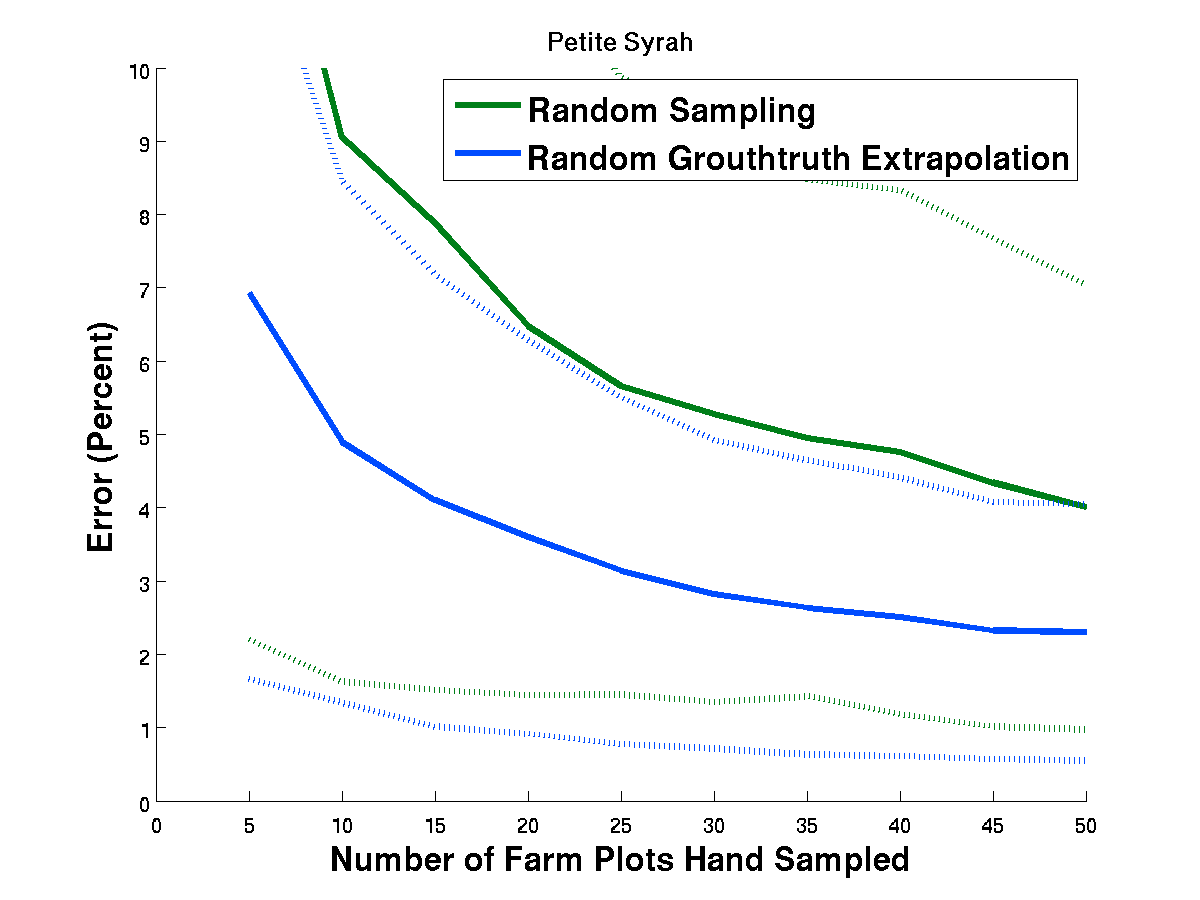 Petite Syrah
10
9
8
7
6
5
4
3
2
1
0
Error (Percent)
Random Sampling
Random Grouthtruth Extrapolation
0 5 10 15 20 25 30 35 40 45 50
Number of Farm Plots Hand Sampled